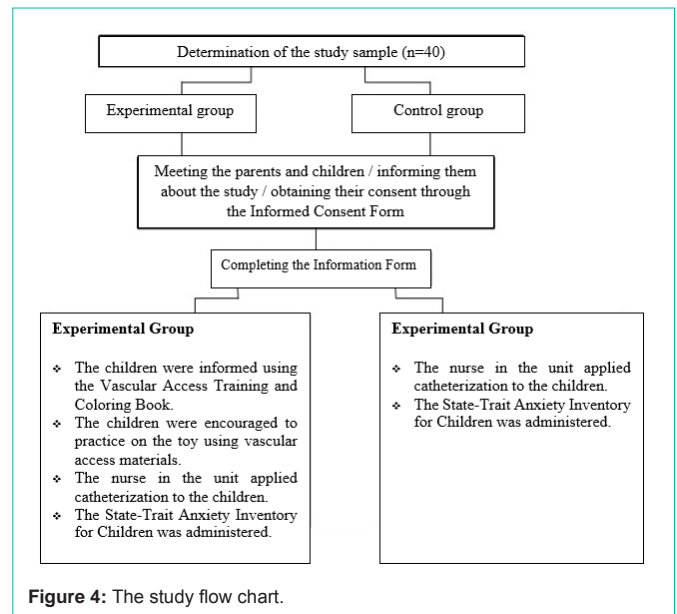 Determination of the study sample (n=40)
Experimental group
Control group
Meeting the parents and children / informing them
about the study / obtaining their consent through
the Informed Consent Form
Completing the Information Form
Experimental Group
❖ The children were informed using
the Vascular Access Training and
Coloring Book.
❖ The children were encouraged to
practice on the toy using vascular
access materials.
❖ The nurse in the unit applied
catheterization to the children.
❖ The State-Trait Anxiety Inventory
for Children was administered.
Experimental Group
❖ The nurse in the unit applied
catheterization to the children.
❖ The State-Trait Anxiety Inventory
for Children was administered.
Figure 4: The study flow chart.